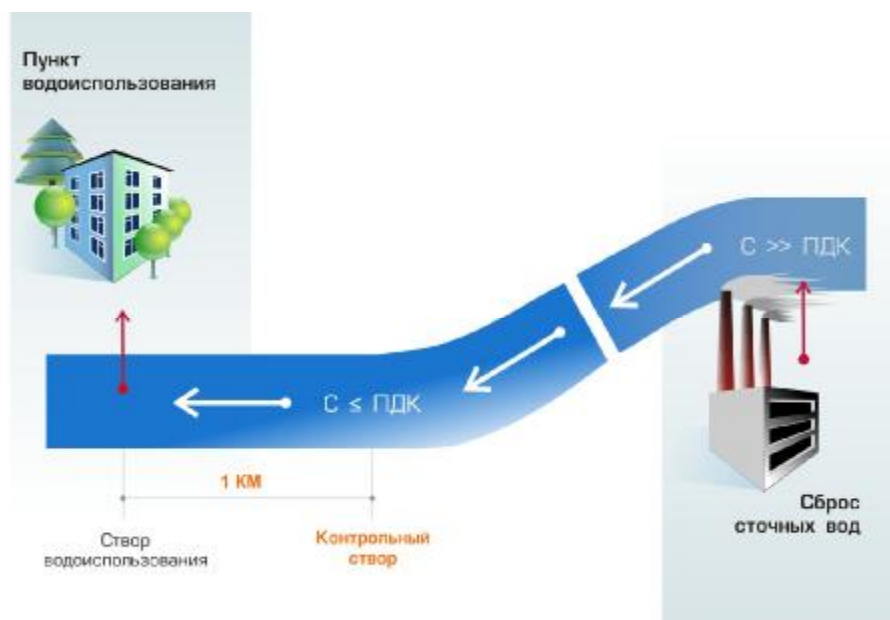 Пункт
водоиспользования
С >> ПДК
С ≤ ПДК
1 КМ
Створ
водоиспользования
Контрольный
створ
Сброс
сточных вод